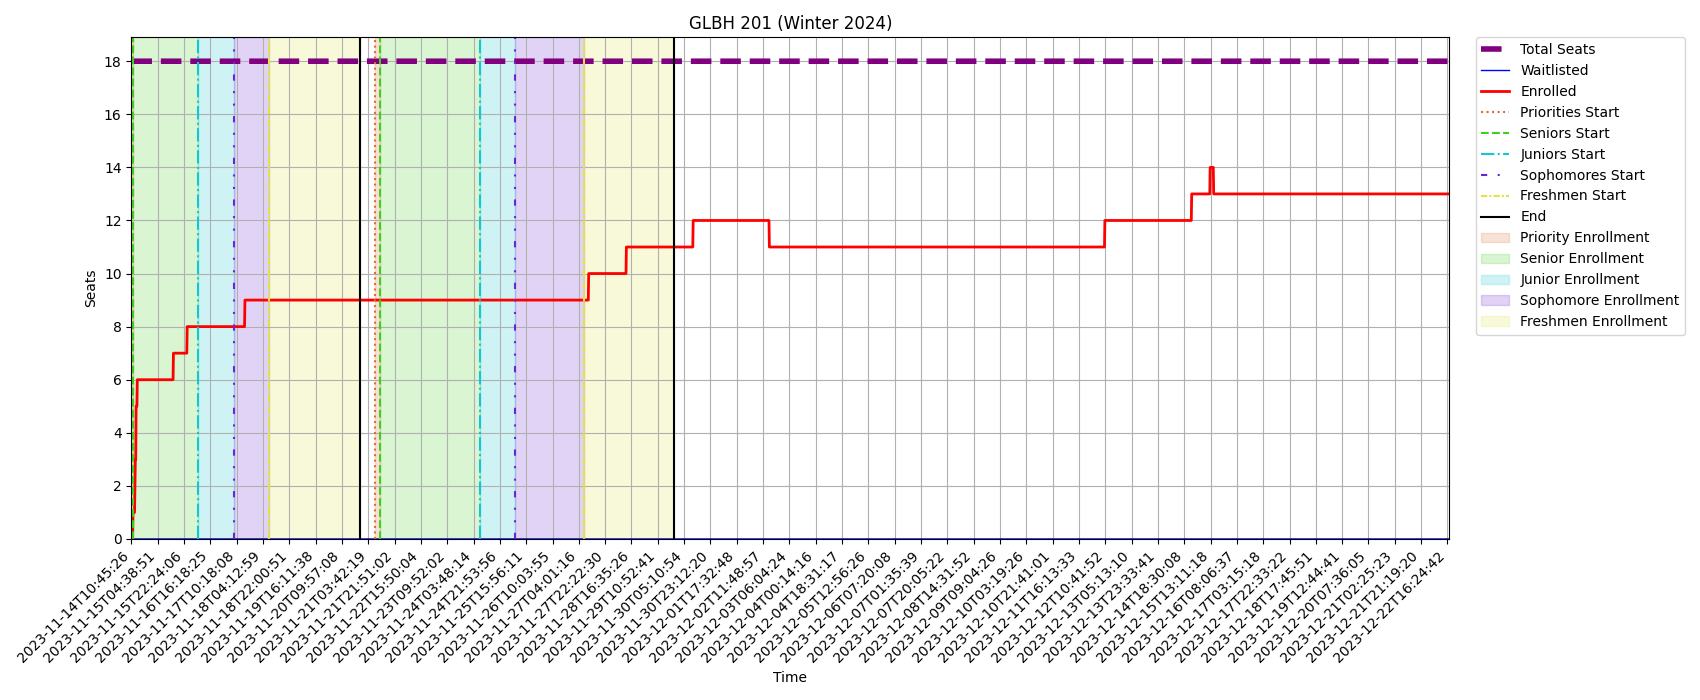 GLBH 201 (Winter 2024)
Seats
18
16
14
12
10
8
6
4
2
0
2023-11-14T10:45:26
2023-11-15T04:38:51
2023-11-15T22:24:06
2023-11-16T16:18:25
2023-11-17T10:18:08
2023-11-18T04:12:59
2023-11-18T22:00:51
2023-11-19T16:11:38
2023-11-20T09:57:08
2023-11-21T03:42:19
2023-11-21T21:51:02
2023-11-22T15:50:04
2023-11-23T09:52:02
2023-11-24T03:48:14
2023-11-24T21:53:56
2023-11-25T15:56:11
2023-11-26T10:03:55
2023-11-27T04:01:16
2023-11-27T22:22:30
2023-11-28T16:35:26
2023-11-29T10:52:41
2023-11-30T05:10:54
2023-11-30T23:12:20
2023-12-01T17:32:48
2023-12-02T11:48:57
2023-12-03T06:04:24
2023-12-04T00:14:16
2023-12-04T18:31:17
2023-12-05T12:56:26
2023-12-06T07:20:08
2023-12-07T01:35:39
2023-12-07T20:05:22
2023-12-08T14:31:52
2023-12-09T09:04:26
2023-12-10T03:19:26
2023-12-10T21:41:01
2023-12-11T16:13:33
2023-12-12T10:41:52
2023-12-13T05:13:10
2023-12-13T23:33:41
2023-12-14T18:30:08
2023-12-15T13:11:18
2023-12-16T08:06:37
2023-12-17T03:15:18
2023-12-17T22:33:22
2023-12-18T17:45:51
2023-12-19T12:44:41
2023-12-20T07:36:05
2023-12-21T02:25:23
2023-12-21T21:19:20
2023-12-22T16:24:42
Time
Total Seats
Waitlisted
Enrolled
Priorities Start
Seniors Start
Juniors Start
Sophomores Start
Freshmen Start
End
Priority Enrollment
Senior Enrollment
Junior Enrollment
Sophomore Enrollment
Freshmen Enrollment